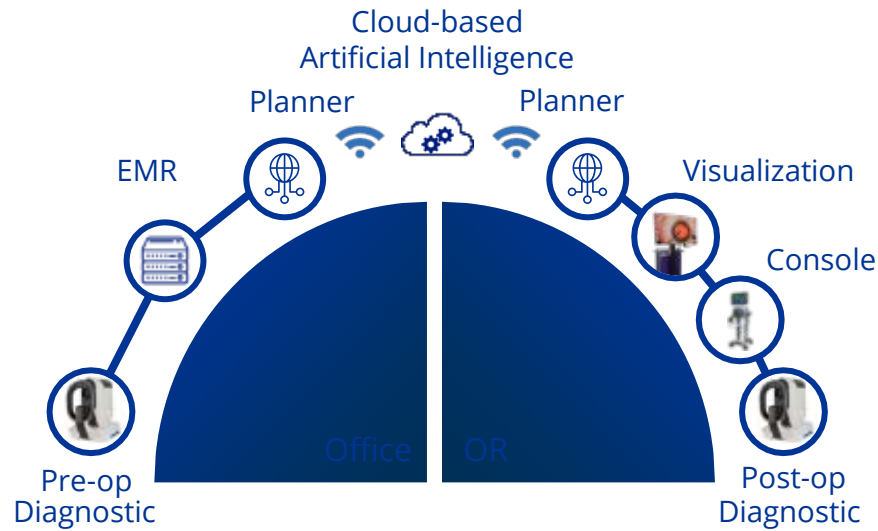 Cloud-based
Artificial Intelligence
Planner
Planner
EMR
Visualization
Console
Office
OR
Pre-op
Diagnostic
Post-op
Diagnostic